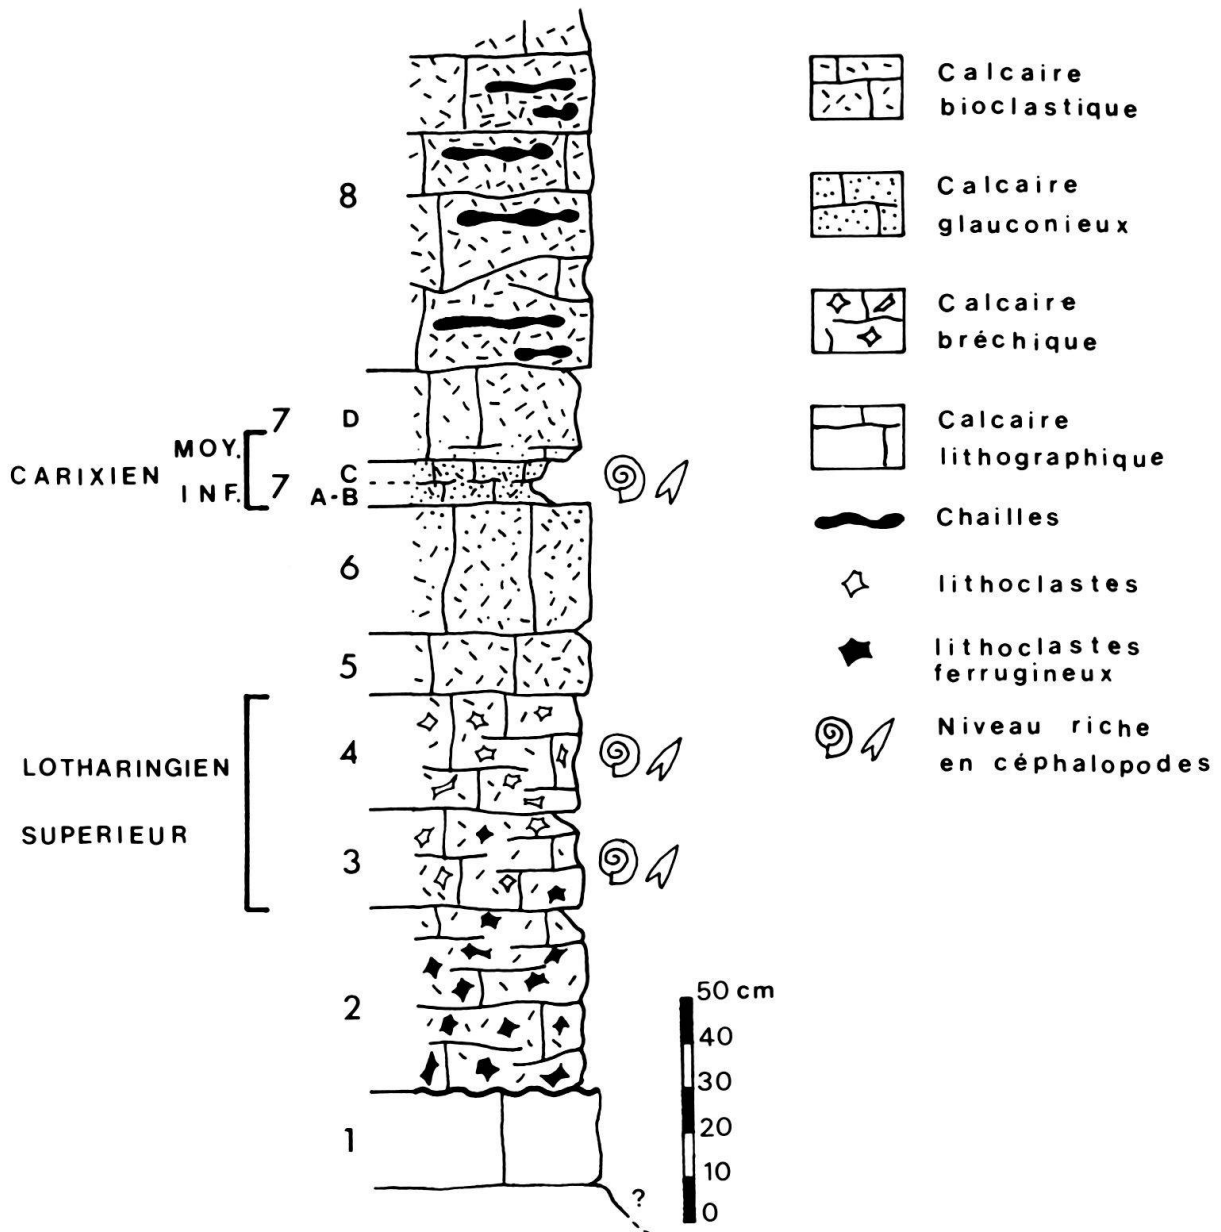 8
D
7
MOY.
CARIXIEN
C
INF.
7
A-B
6
5
4
LOTHARINGIEN
SUPERIEUR
3
2
1
?
50 cm
40
30
20
10
0
Calcaire
bioclastique
Calcaire
glauconieux
Calcaire
bréchique
Calcaire
lithographique
Chailles
lithoclastes
lithoclastes
ferrugineux
Niveau riche
en céphalopodes